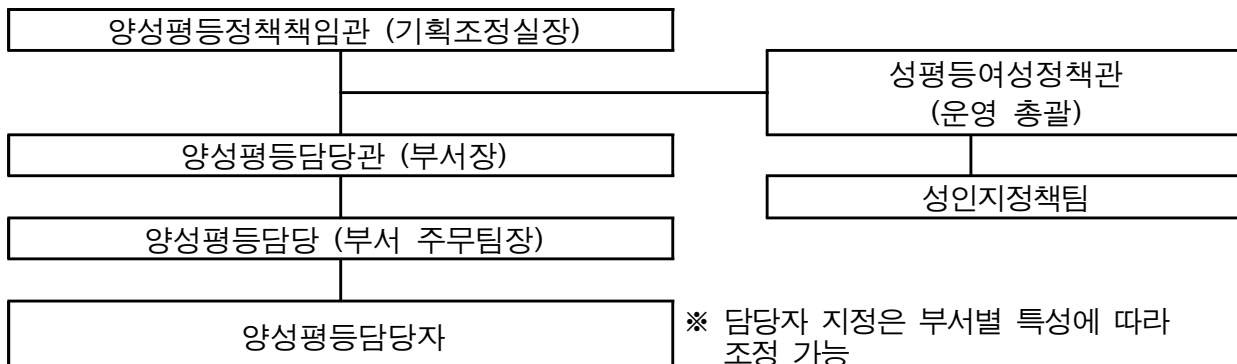 양성평등정책책임관 (기획조정실장)
성평등여성정책관
(운영 총괄)
양성평등담당관 (부서장)
성인지정책팀
양성평등담당 (부서 주무팀장)
양성평등담당자
※ 담당자 지정은 부서별 특성에 따라
조정 가능